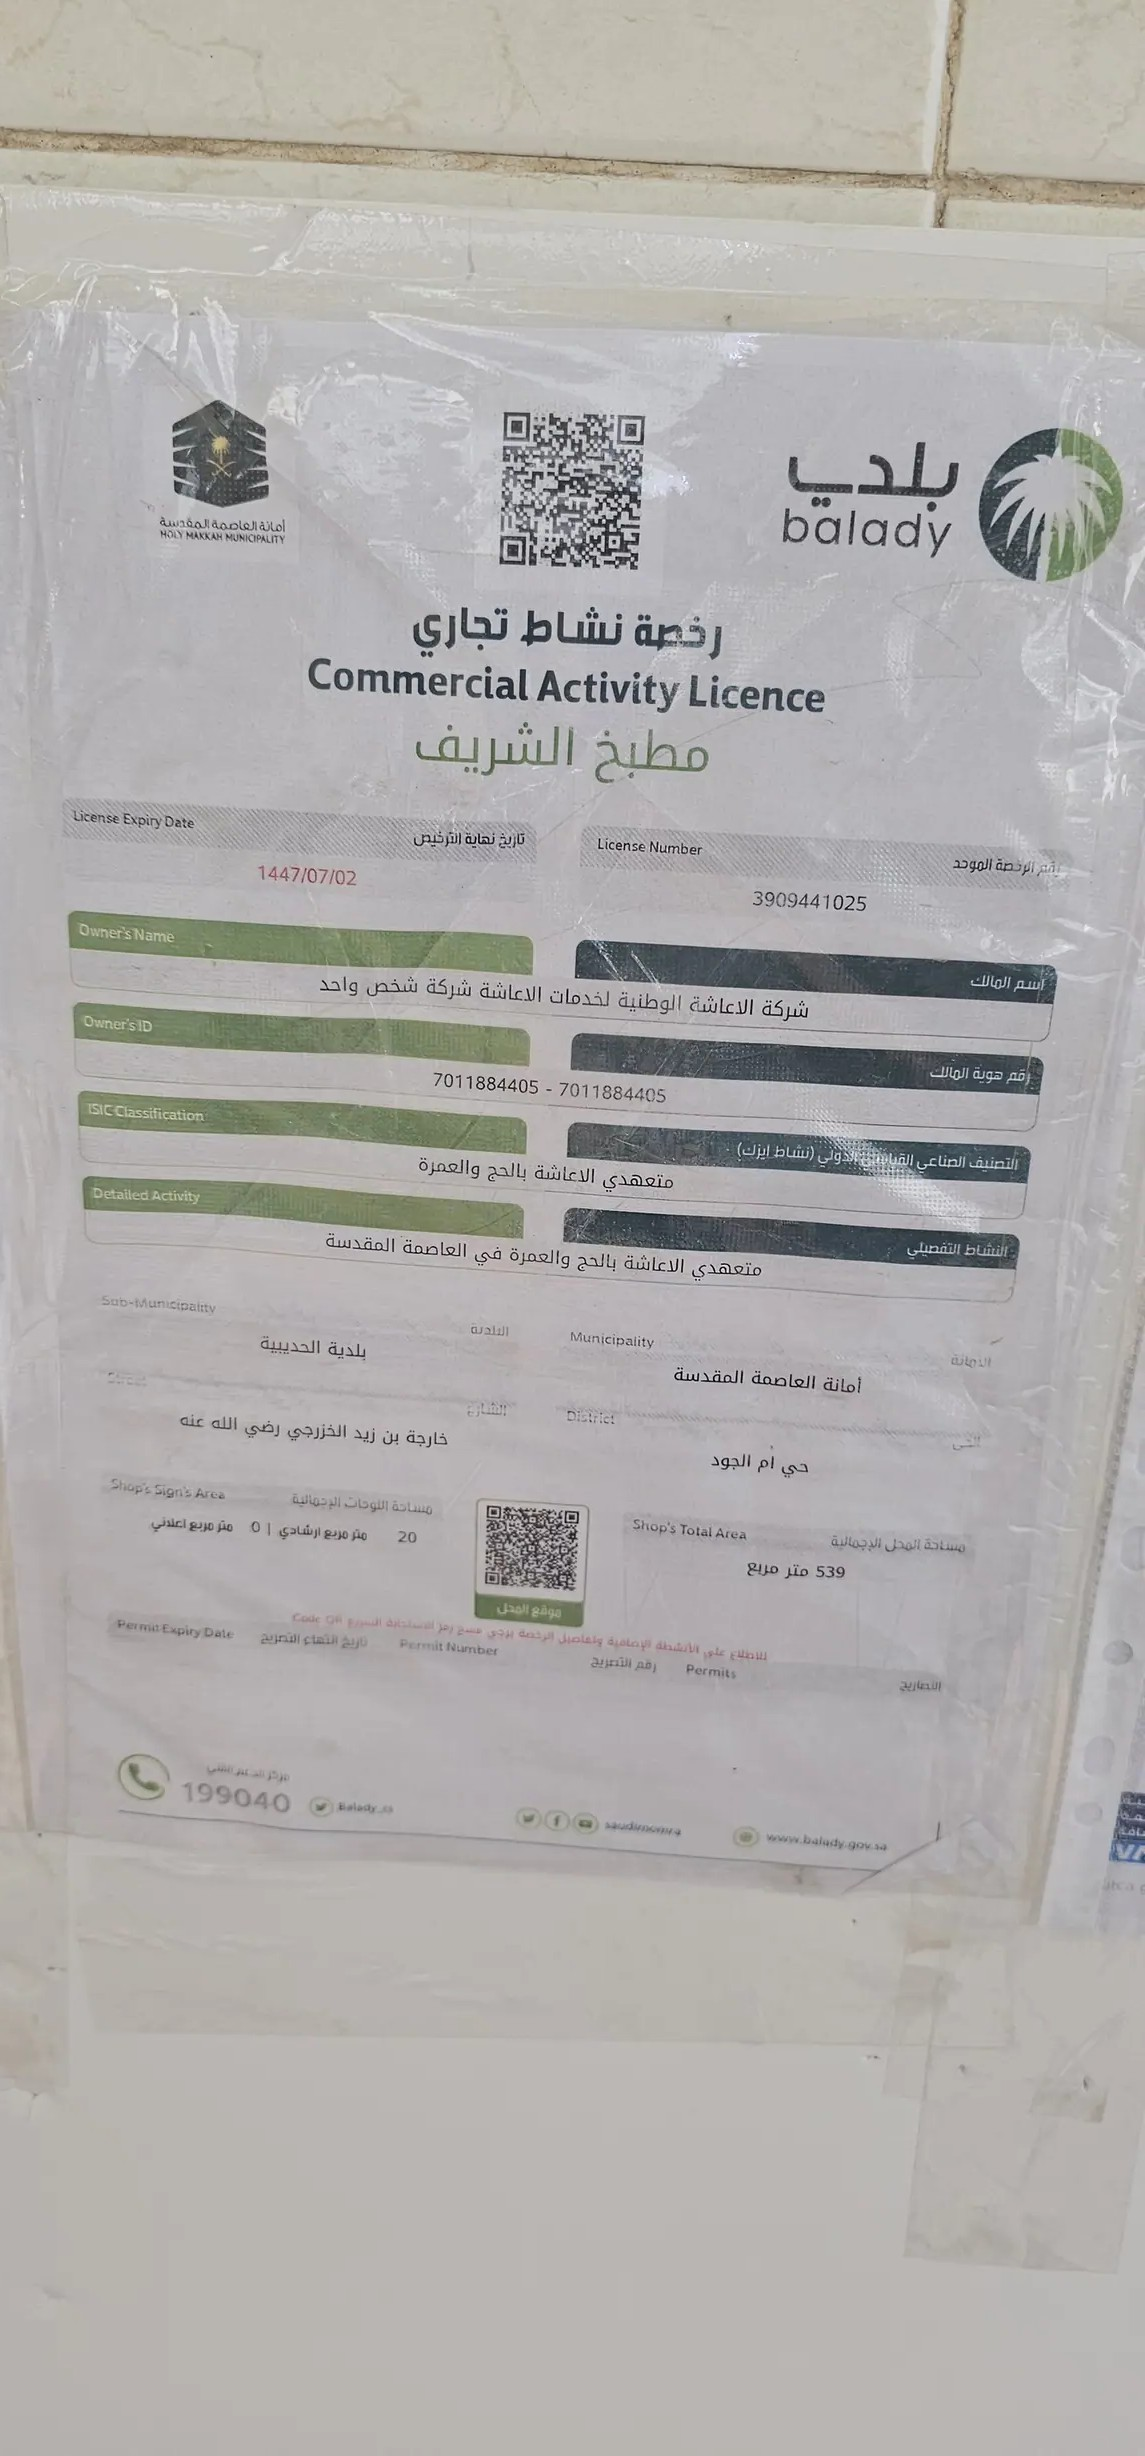 أمانة العاصمة المقدسة
HOLY MAKKAH MUNICIPALITY
بلدي
balady
رخصة نشاط تجاري
Commercial Activity Licence
مطبخ الشريف
License Number رقم الرخصة الموحد
3909441025
License Expiry Date تاريخ نهاية الترخيص
1447/07/02
Owner's Name اسم المالك
شركة الاعاشة الوطنية لخدمات الاعاشة شركة شخص واحد
Owner's ID رقم هوية المالك
7011884405 - 7011884405
ISIC Classification التصنيف الصناعي القياسي الدولي (نشاط ايزك)
متعهدي الاعاشة بالحج والعمرة
Detailed Activity النشاط التفصيلي
متعهدي الاعاشة بالحج والعمرة في العاصمة المقدسة
Municipality الامانة
أمانة العاصمة المقدسة
Sub-Municipality البلدية
بلدية الحديبية
District الحي
حي ام الجود
Street الشارع
خارجة بن زيد الخزرجي رضي الله عنه
Shop's Total Area مساحة المحل الإجمالية
539 متر مربع
Shop's Sign's Area مساحة اللوحات الإجمالية
20 متر مربع ارشادي | 0 متر مربع اعلاني
موقع المحل
للاطلاع على الأنشطة الإضافية وتفاصيل الرخصة يرجى مسح رمز الاستجابة السريع Code QR
Permits التصاريح
Permit Number رقم التصريح
Permit Expiry Date تاريخ انتهاء التصريح
199040
Balady_sa
saudimomra
www.balady.gov.sa